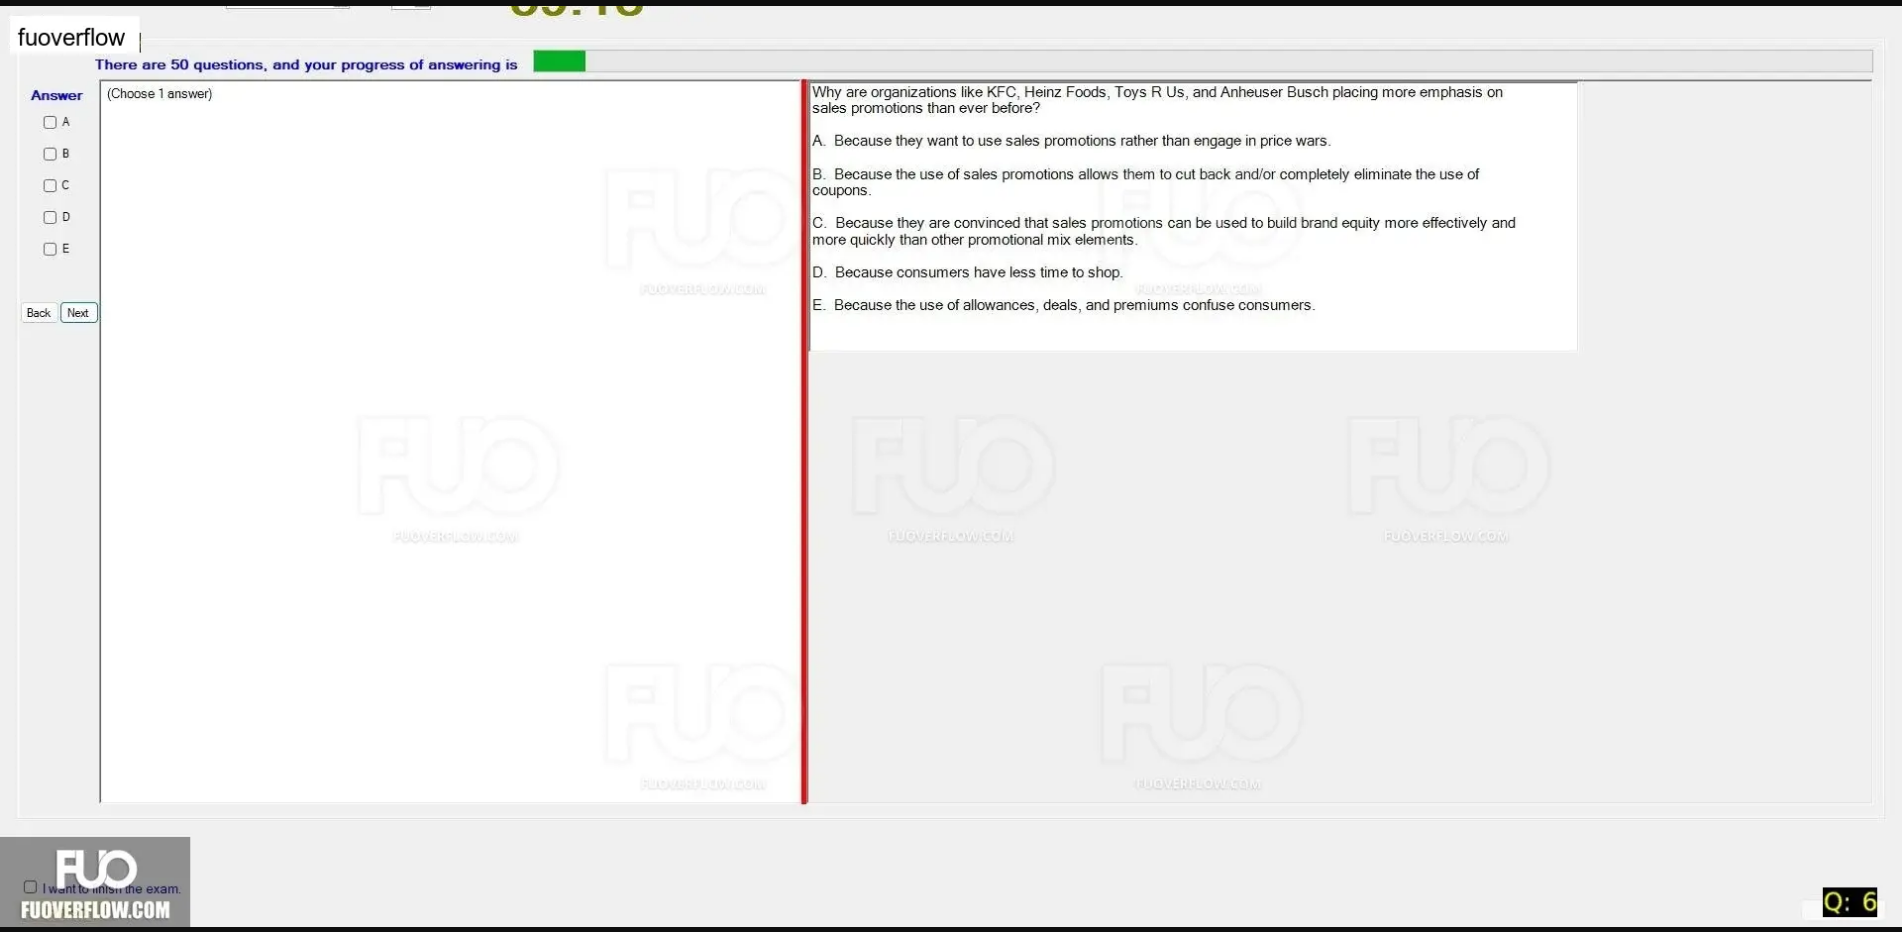 fuoverflow
There are 50 questions, and your progress of answering is
Answer
(Choose 1 answer)
A
B
C
D
E
Back Next
Why are organizations like KFC, Heinz Foods, Toys R Us, and Anheuser Busch placing more emphasis on
sales promotions than ever before?
A. Because they want to use sales promotions rather than engage in price wars.
B. Because the use of sales promotions allows them to cut back and/or completely eliminate the use of
coupons.
C. Because they are convinced that sales promotions can be used to build brand equity more effectively and
more quickly than other promotional mix elements.
D. Because consumers have less time to shop.
E. Because the use of allowances, deals, and premiums confuse consumers.
FUO
FUOVERFLOW.COM
FUO
FUOVERFLOW.COM
FUO
FUOVERFLOW.COM
FUO
FUOVERFLOW.COM
FUO
FUOVERFLOW.COM
FUO
FUOVERFLOW.COM
FUO
FUOVERFLOW.COM
FUO
I want to finish the exam.
FUOVERFLOW.COM
Q: 6